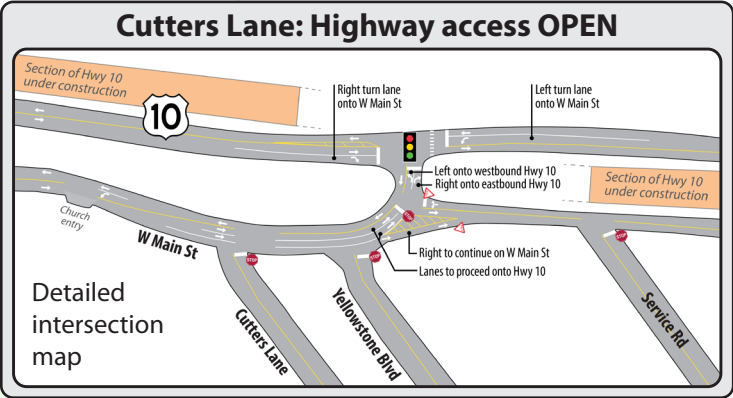 Cutters Lane: Highway access OPEN
Section of Hwy 10
under construction
10
Right turn lane
onto W Main St
Left turn lane
onto W Main St
Left onto westbound Hwy 10
Right onto eastbound Hwy 10
Section of Hwy 10
under construction
Church
entry
W Main St
STOP
STOP
STOP
STOP
Right to continue on W Main St
Lanes to proceed onto Hwy 10
Detailed
intersection
map
Cutters Lane
Yellowstone Blvd
Service Rd